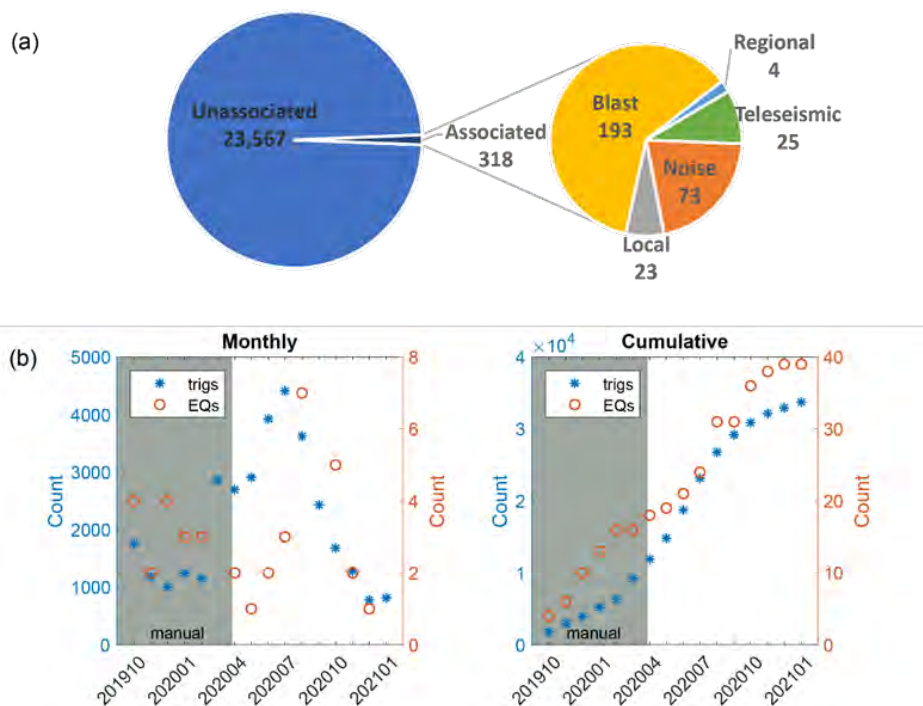 (a)
Unassociated
23,567
Associated
318
Blast
193
Regional
4
Teleseismic
25
Noise
73
Local
23
(b)
Monthly
5000
4000
3000
2000
1000
0
Count
trigs
EQs
manual
8
6
4
2
0
Count
201910
202001
202004
202007
202010
202101
Cumulative
×10⁴
4
3
2
1
0
Count
trigs
EQs
manual
40
30
20
10
0
Count
201910
202001
202004
202007
202010
202101